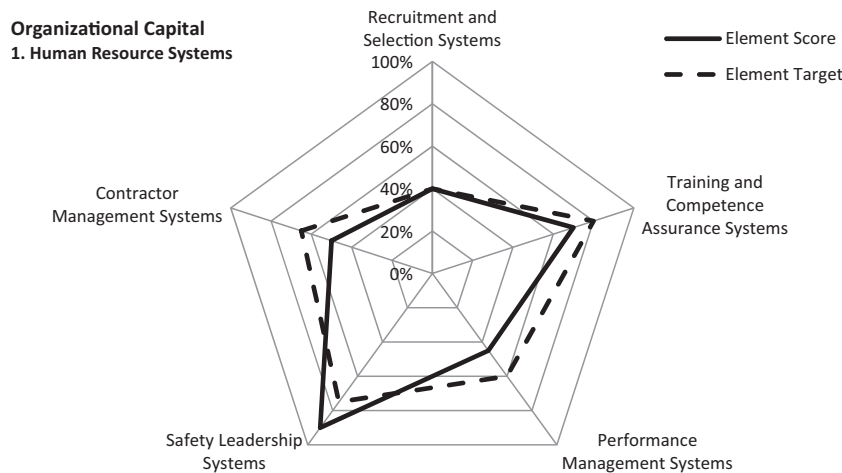 Organizational Capital
1. Human Resource Systems
Recruitment and
Selection Systems
Element Score
Element Target
100%
80%
60%
40%
20%
0%
Contractor
Management Systems
Training and
Competence
Assurance Systems
Safety Leadership
Systems
Performance
Management Systems